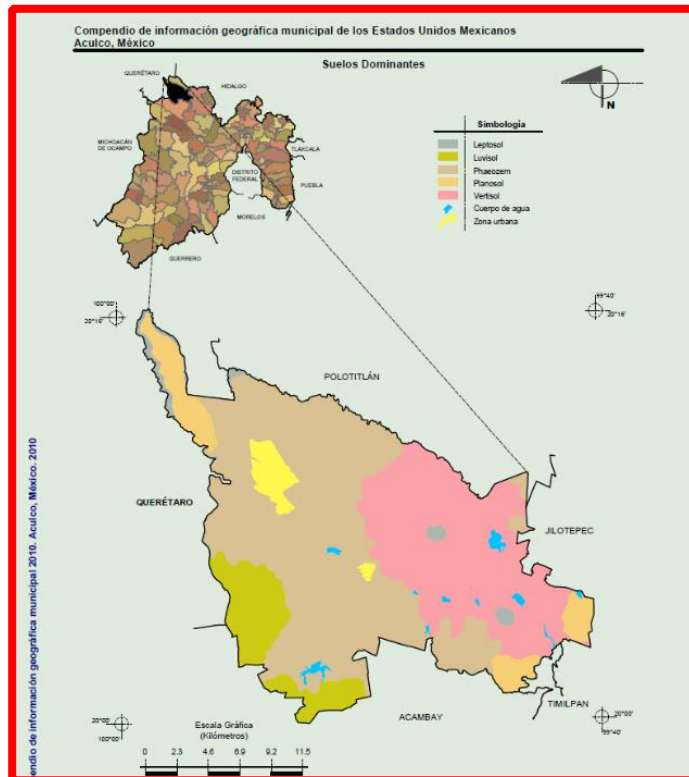 Compendio de información geográfica municipal de los Estados Unidos Mexicanos
Aculco, México
Suelos Dominantes
QUERÉTARO
HIDALGO
MICHOACÁN
DE OCAMPO
TLAXCALA
DISTRITO
FEDERAL
PUEBLA
MORELOS
GUERRERO
N
Simbología
Leptosol
Luvisol
Phaeozem
Planosol
Vertisol
Cuerpo de agua
Zona urbana
100°00'
20°16'
99°40'
20°16'
POLOTITLÁN
QUERÉTARO
JILOTEPEC
TIMILPAN
ACAMBAY
20°00'
100°00'
20°00'
99°40'
Escala Gráfica
(Kilómetros)
0 2.3 4.6 6.9 9.2 11.5
endio de información geográfica municipal 2010. Aculco, México. 2010